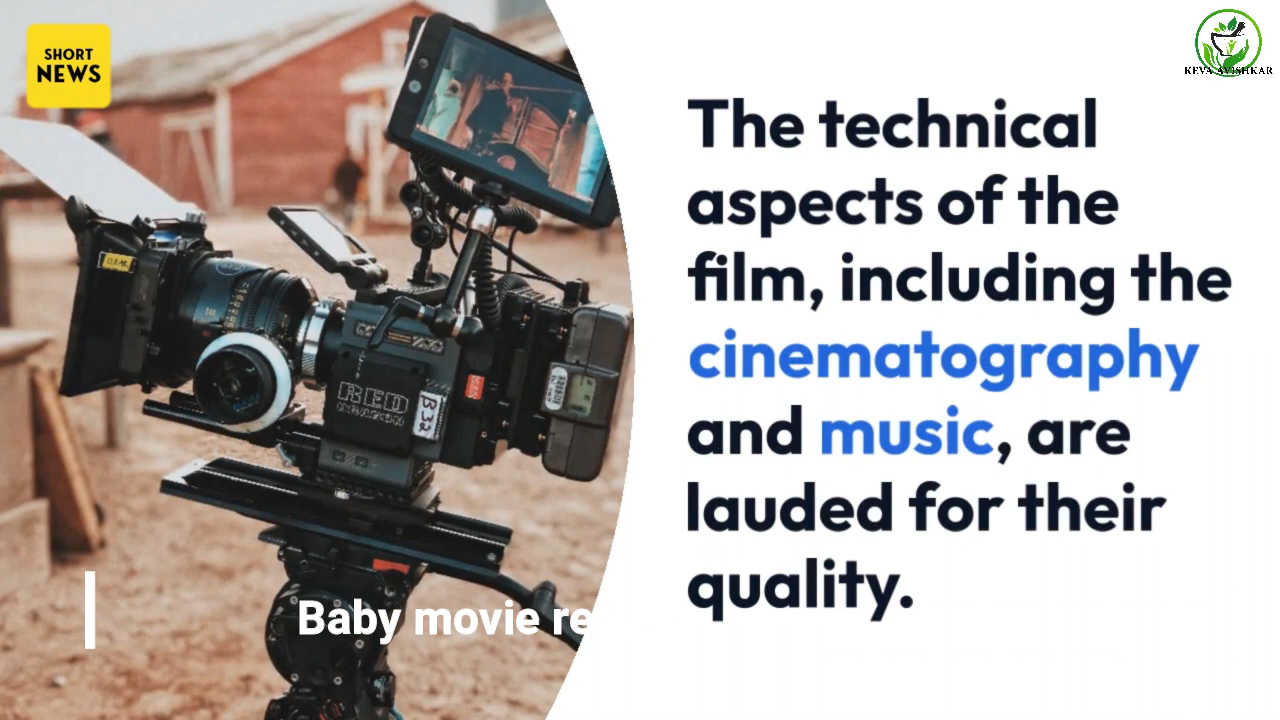 SHORT
NEWS
KEVA AVISHKAR
The technical
aspects of the
film, including the
cinematography
and music, are
lauded for their
quality.
RED
B32
Baby movie re